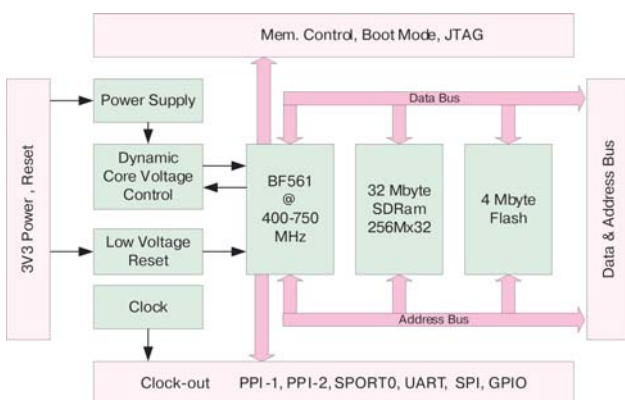 Mem. Control, Boot Mode, JTAG
3V3 Power , Reset
Power Supply
Dynamic
Core Voltage
Control
Low Voltage
Reset
Clock
BF561
@
400-750
MHz
Data Bus
32 Mbyte
SDRam
256Mx32
4 Mbyte
Flash
Address Bus
Data & Address Bus
Clock-out PPI-1, PPI-2, SPORT0, UART, SPI, GPIO